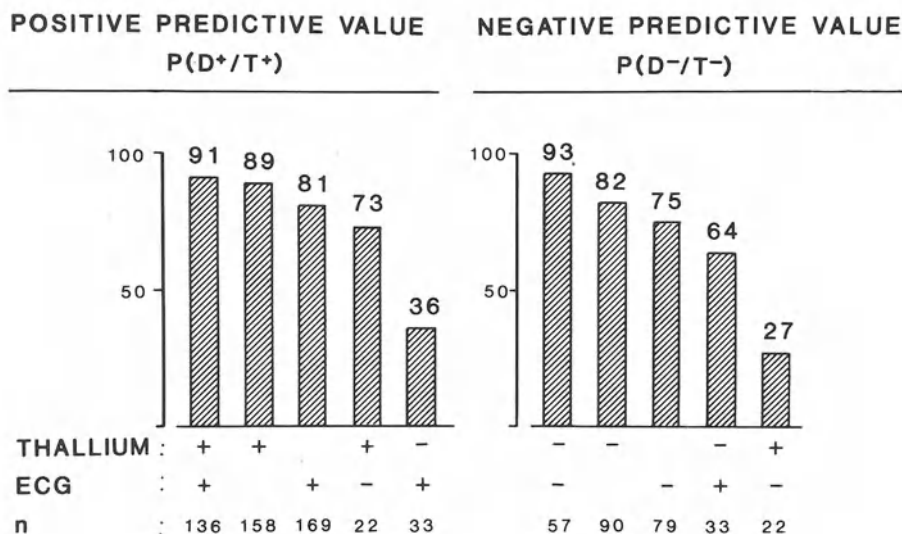 POSITIVE PREDICTIVE VALUE
P(D+/T+)
NEGATIVE PREDICTIVE VALUE
P(D−/T−)
100
50
91
89
81
73
36
100
50
93
82
75
64
27
THALLIUM : + + + − − − − +
ECG : + + − + − − + −
n : 136 158 169 22 33 57 90 79 33 22